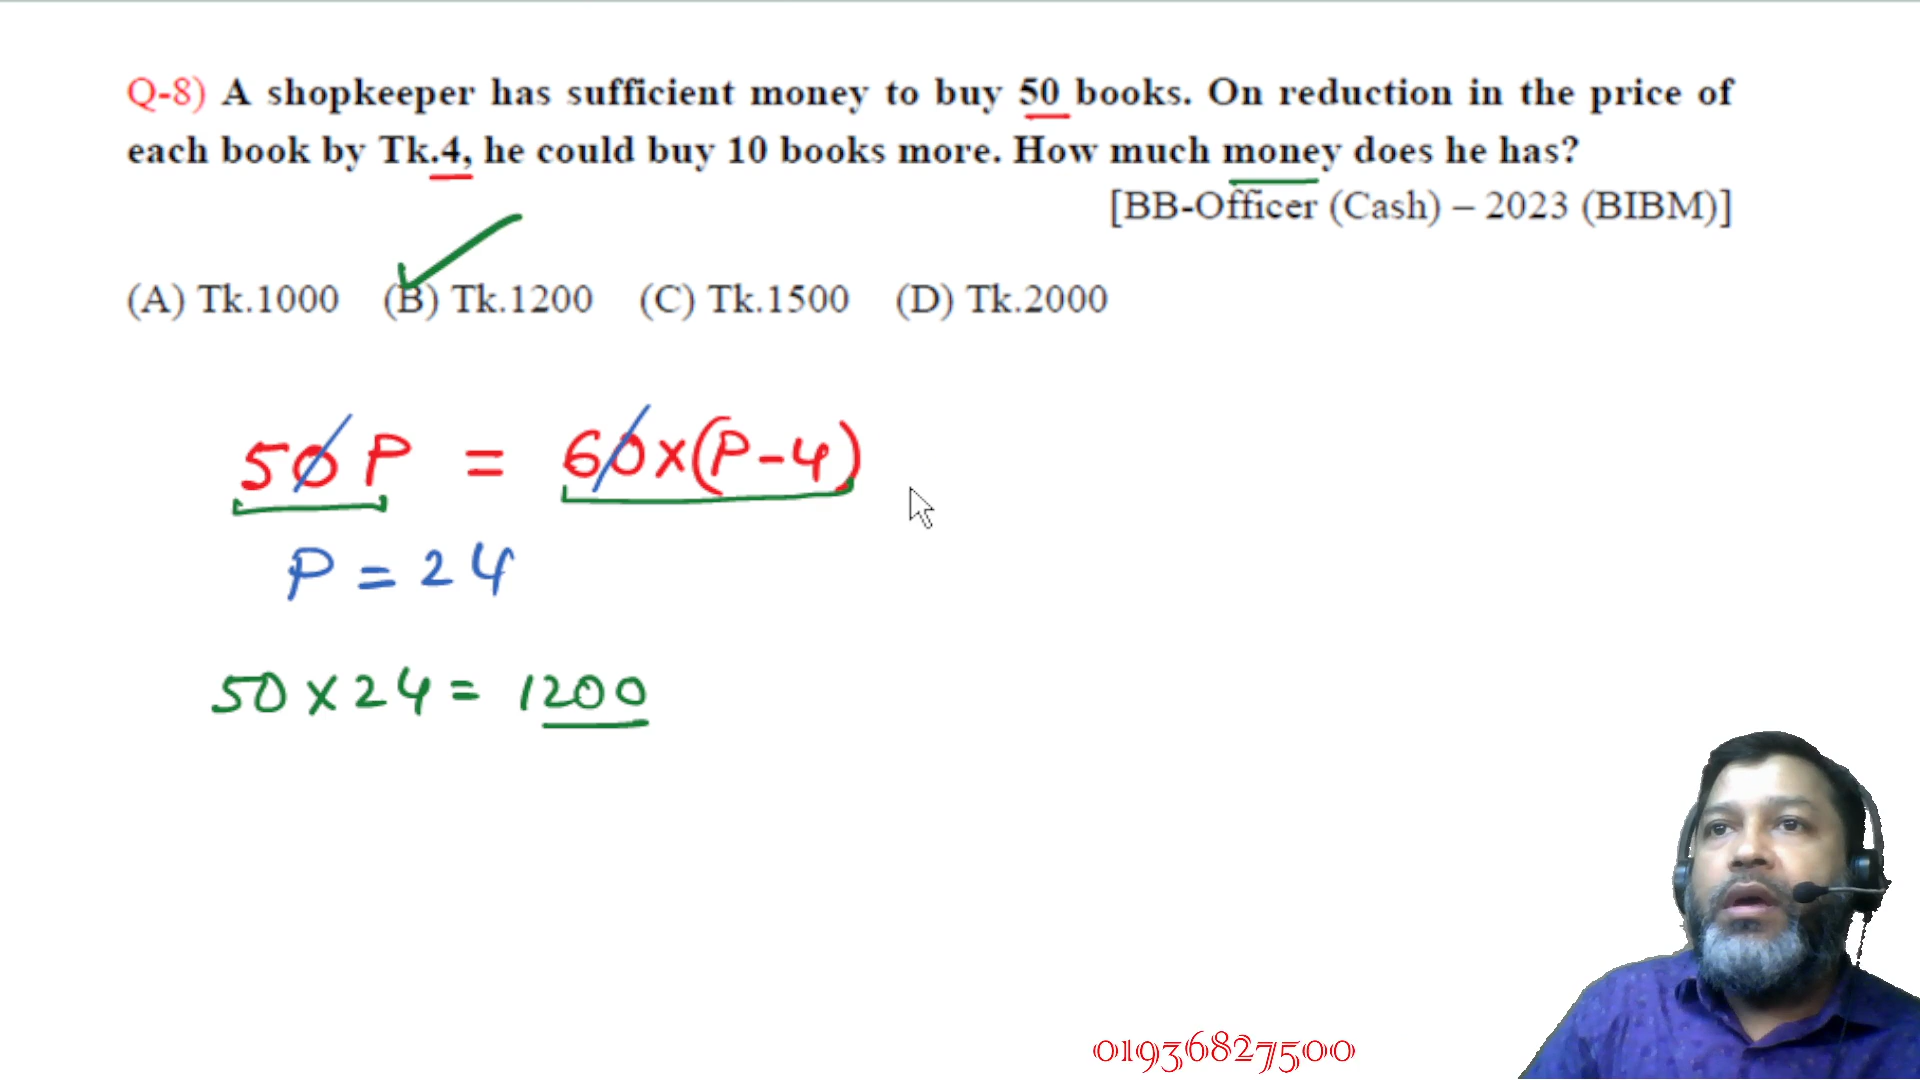 Q-8) A shopkeeper has sufficient money to buy 50 books. On reduction in the price of
each book by Tk.4, he could buy 10 books more. How much money does he has?
[BB-Officer (Cash) – 2023 (BIBM)]
(A) Tk.1000 (B) Tk.1200 (C) Tk.1500 (D) Tk.2000
50 P = 60×(P-4)
P = 24
50 × 24 = 1200
01936827500